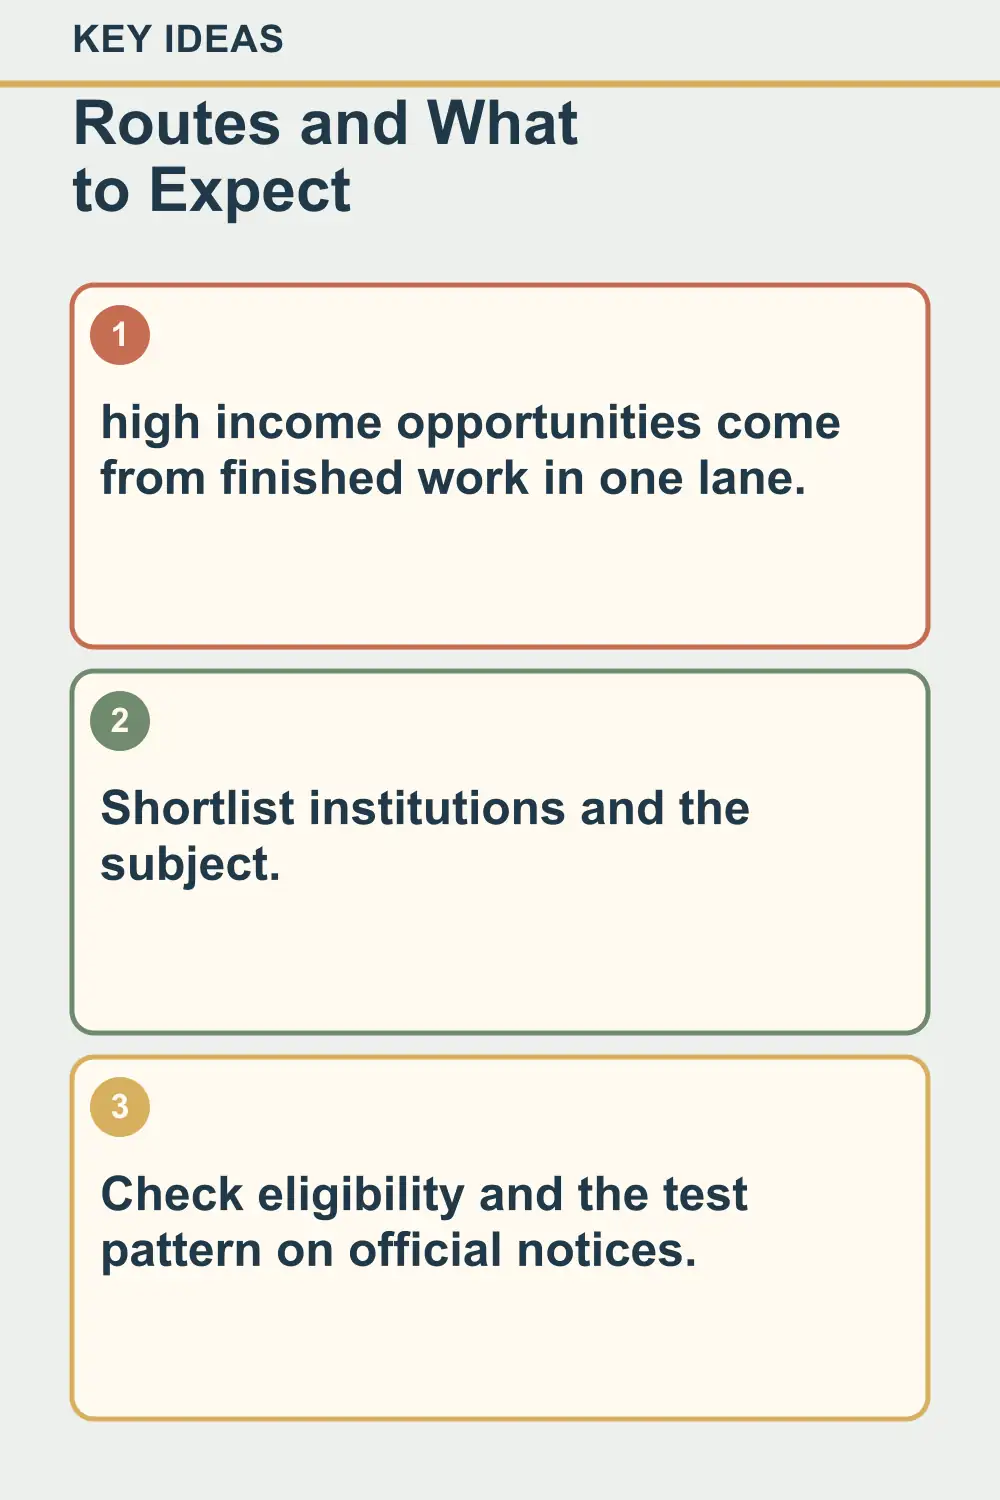 KEY IDEAS
Routes and What
to Expect
1
high income opportunities come
from finished work in one lane.
2
Shortlist institutions and the
subject.
3
Check eligibility and the test
pattern on official notices.